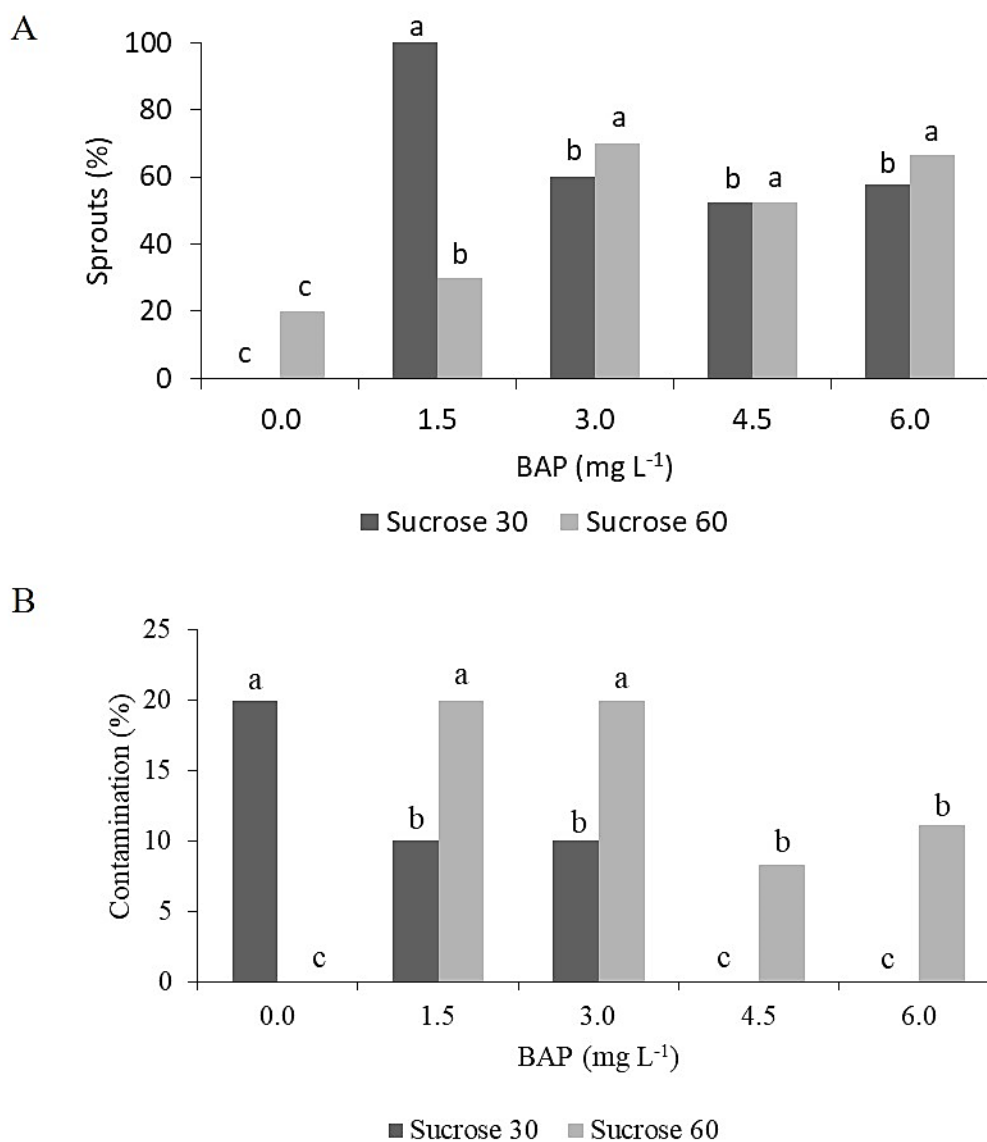 A
a
100
80
a
a
Sprouts (%)
60
b
b
a
b
40
b
c
20
c
0
0.0 1.5 3.0 4.5 6.0
BAP (mg L⁻¹)
Sucrose 30 Sucrose 60
B
25
a
a
a
20
Contamination (%)
15
b
b
b
b
10
5
c
c
c
0
0.0 1.5 3.0 4.5 6.0
BAP (mg L⁻¹)
Sucrose 30 Sucrose 60